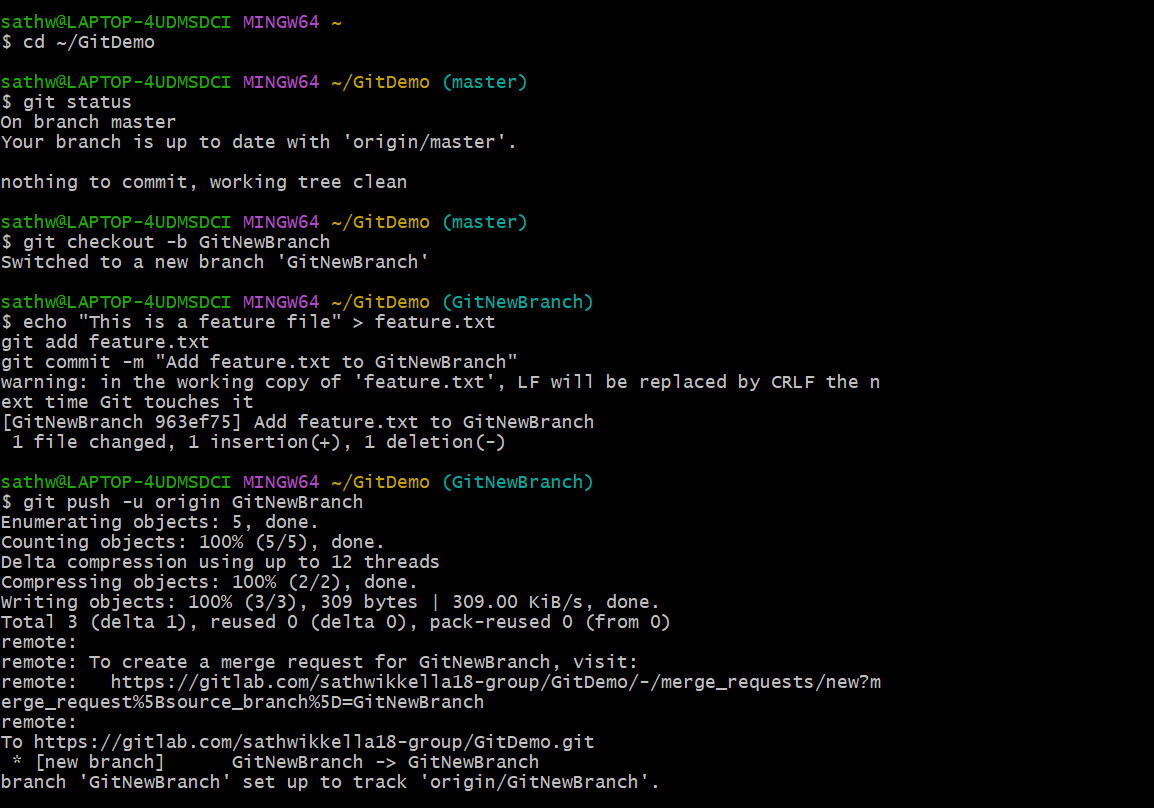 sathw@LAPTOP-4UDMSDCI MINGW64 ~
$ cd ~/GitDemo
sathw@LAPTOP-4UDMSDCI MINGW64 ~/GitDemo (master)
$ git status
On branch master
Your branch is up to date with 'origin/master'.
nothing to commit, working tree clean
sathw@LAPTOP-4UDMSDCI MINGW64 ~/GitDemo (master)
$ git checkout -b GitNewBranch
Switched to a new branch 'GitNewBranch'
sathw@LAPTOP-4UDMSDCI MINGW64 ~/GitDemo (GitNewBranch)
$ echo "This is a feature file" > feature.txt
git add feature.txt
git commit -m "Add feature.txt to GitNewBranch"
warning: in the working copy of 'feature.txt', LF will be replaced by CRLF the n
ext time Git touches it
[GitNewBranch 963ef75] Add feature.txt to GitNewBranch
 1 file changed, 1 insertion(+), 1 deletion(-)
sathw@LAPTOP-4UDMSDCI MINGW64 ~/GitDemo (GitNewBranch)
$ git push -u origin GitNewBranch
Enumerating objects: 5, done.
Counting objects: 100% (5/5), done.
Delta compression using up to 12 threads
Compressing objects: 100% (2/2), done.
Writing objects: 100% (3/3), 309 bytes | 309.00 KiB/s, done.
Total 3 (delta 1), reused 0 (delta 0), pack-reused 0 (from 0)
remote:
remote: To create a merge request for GitNewBranch, visit:
remote:   https://gitlab.com/sathwikkella18-group/GitDemo/-/merge_requests/new?m
erge_request%5Bsource_branch%5D=GitNewBranch
remote:
To https://gitlab.com/sathwikkella18-group/GitDemo.git
 * [new branch]      GitNewBranch -> GitNewBranch
branch 'GitNewBranch' set up to track 'origin/GitNewBranch'.